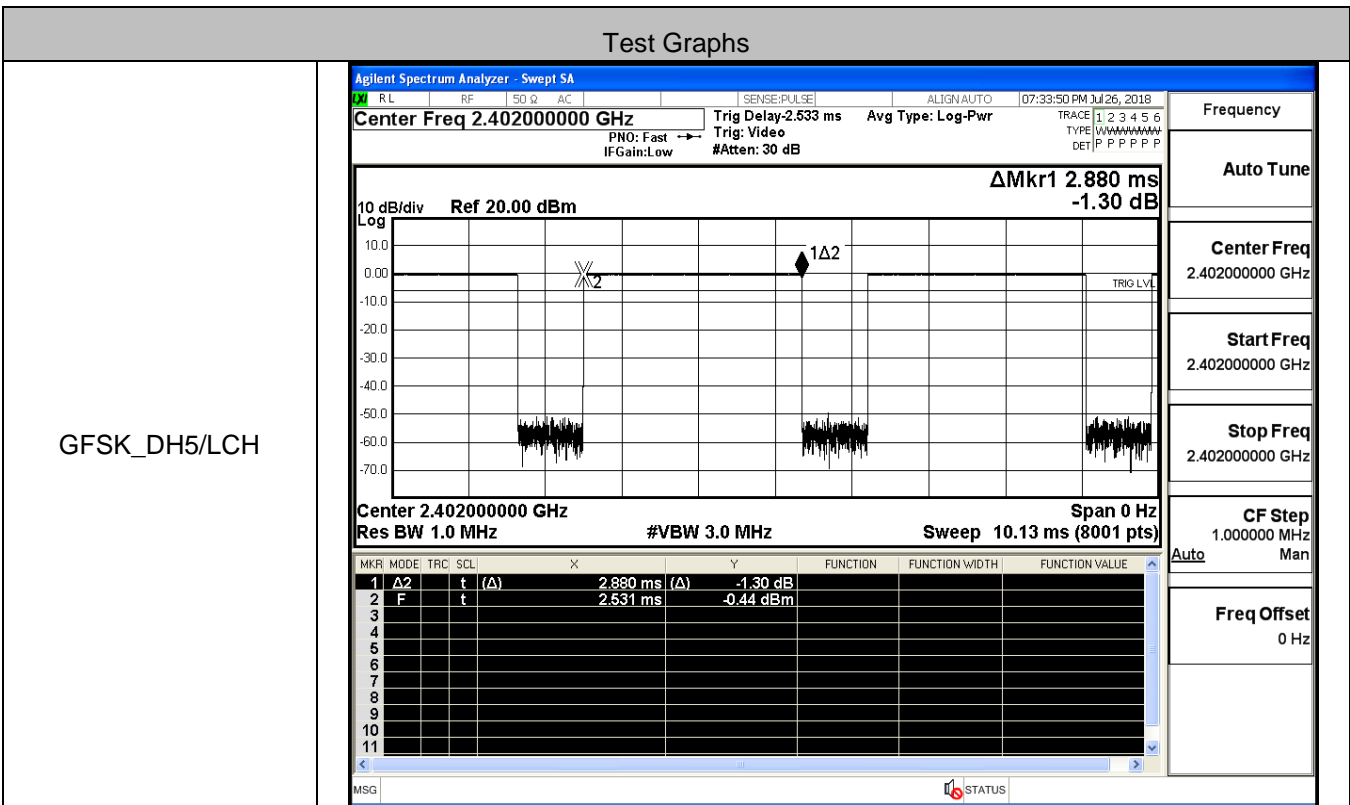 Test Graphs
GFSK_DH5/LCH
Agilent Spectrum Analyzer - Swept SA
LXI RL RF 50 Ω AC SENSE:PULSE ALIGN AUTO 07:33:50 PM Jul 26, 2018
Center Freq 2.402000000 GHz Trig Delay-2.533 ms Avg Type: Log-Pwr TRACE 1 2 3 4 5 6
PNO: Fast Trig: Video TYPE WWWWWW
IFGain:Low #Atten: 30 dB DET P P P P P P
ΔMkr1 2.880 ms
-1.30 dB
10 dB/div Ref 20.00 dBm
Log
10.0
0.00
-10.0
-20.0
-30.0
-40.0
-50.0
-60.0
-70.0
2
1Δ2
TRIG LVL
Center 2.402000000 GHz Span 0 Hz
Res BW 1.0 MHz #VBW 3.0 MHz Sweep 10.13 ms (8001 pts)
MKR MODE TRC SCL X Y FUNCTION FUNCTION WIDTH FUNCTION VALUE
1 Δ2 t (Δ) 2.880 ms (Δ) -1.30 dB
2 F t 2.531 ms -0.44 dBm
3
4
5
6
7
8
9
10
11
MSG STATUS
Frequency
Auto Tune
Center Freq
2.402000000 GHz
Start Freq
2.402000000 GHz
Stop Freq
2.402000000 GHz
CF Step
1.000000 MHz
Auto Man
Freq Offset
0 Hz